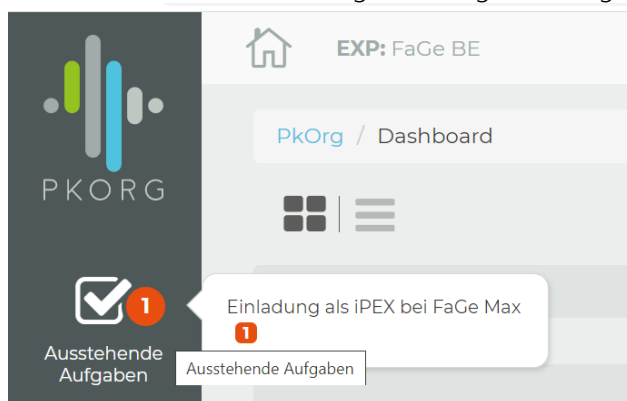 EXP: FaGe BE
PkOrg / Dashboard
PKORG
1
Einladung als iPEX bei FaGe Max
1
Ausstehende
Aufgaben
Ausstehende Aufgaben